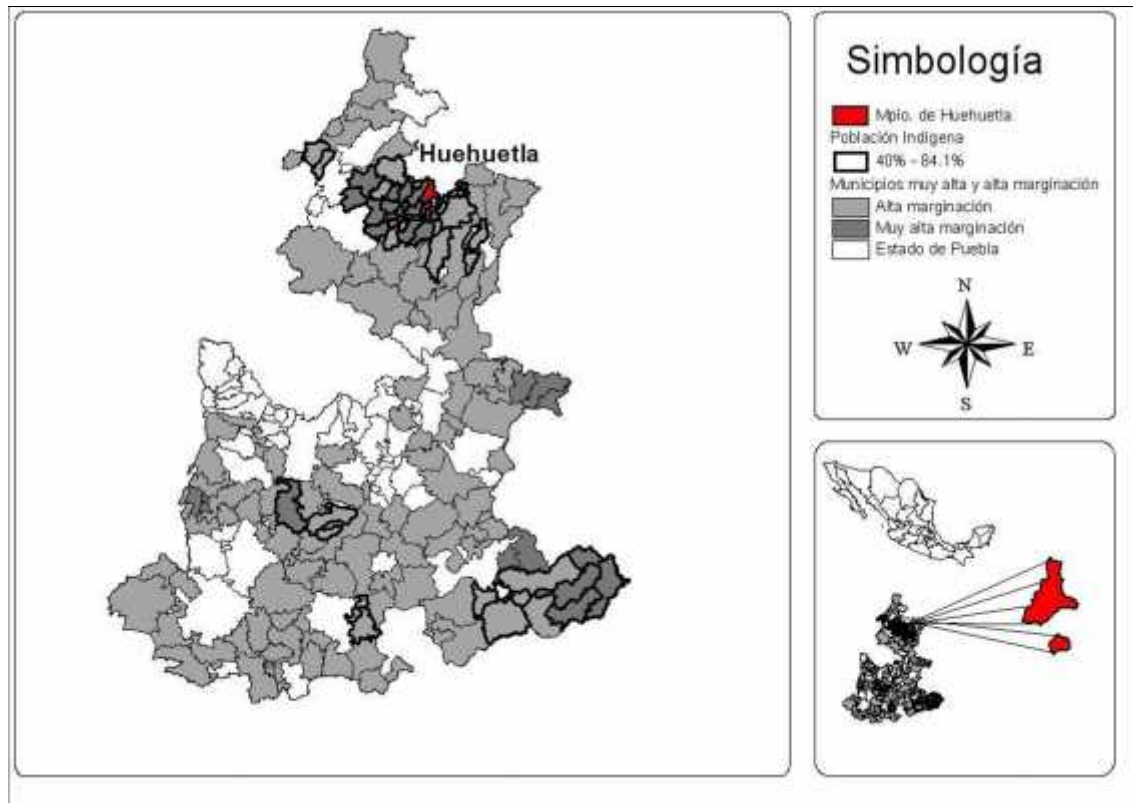 Huehuetla
Simbología
Mpio. de Huehuetla
Población Indigena
40% - 84.1%
Municipios muy alta y alta marginación
Alta marginación
Muy alta marginación
Estado de Puebla
N
W E
S